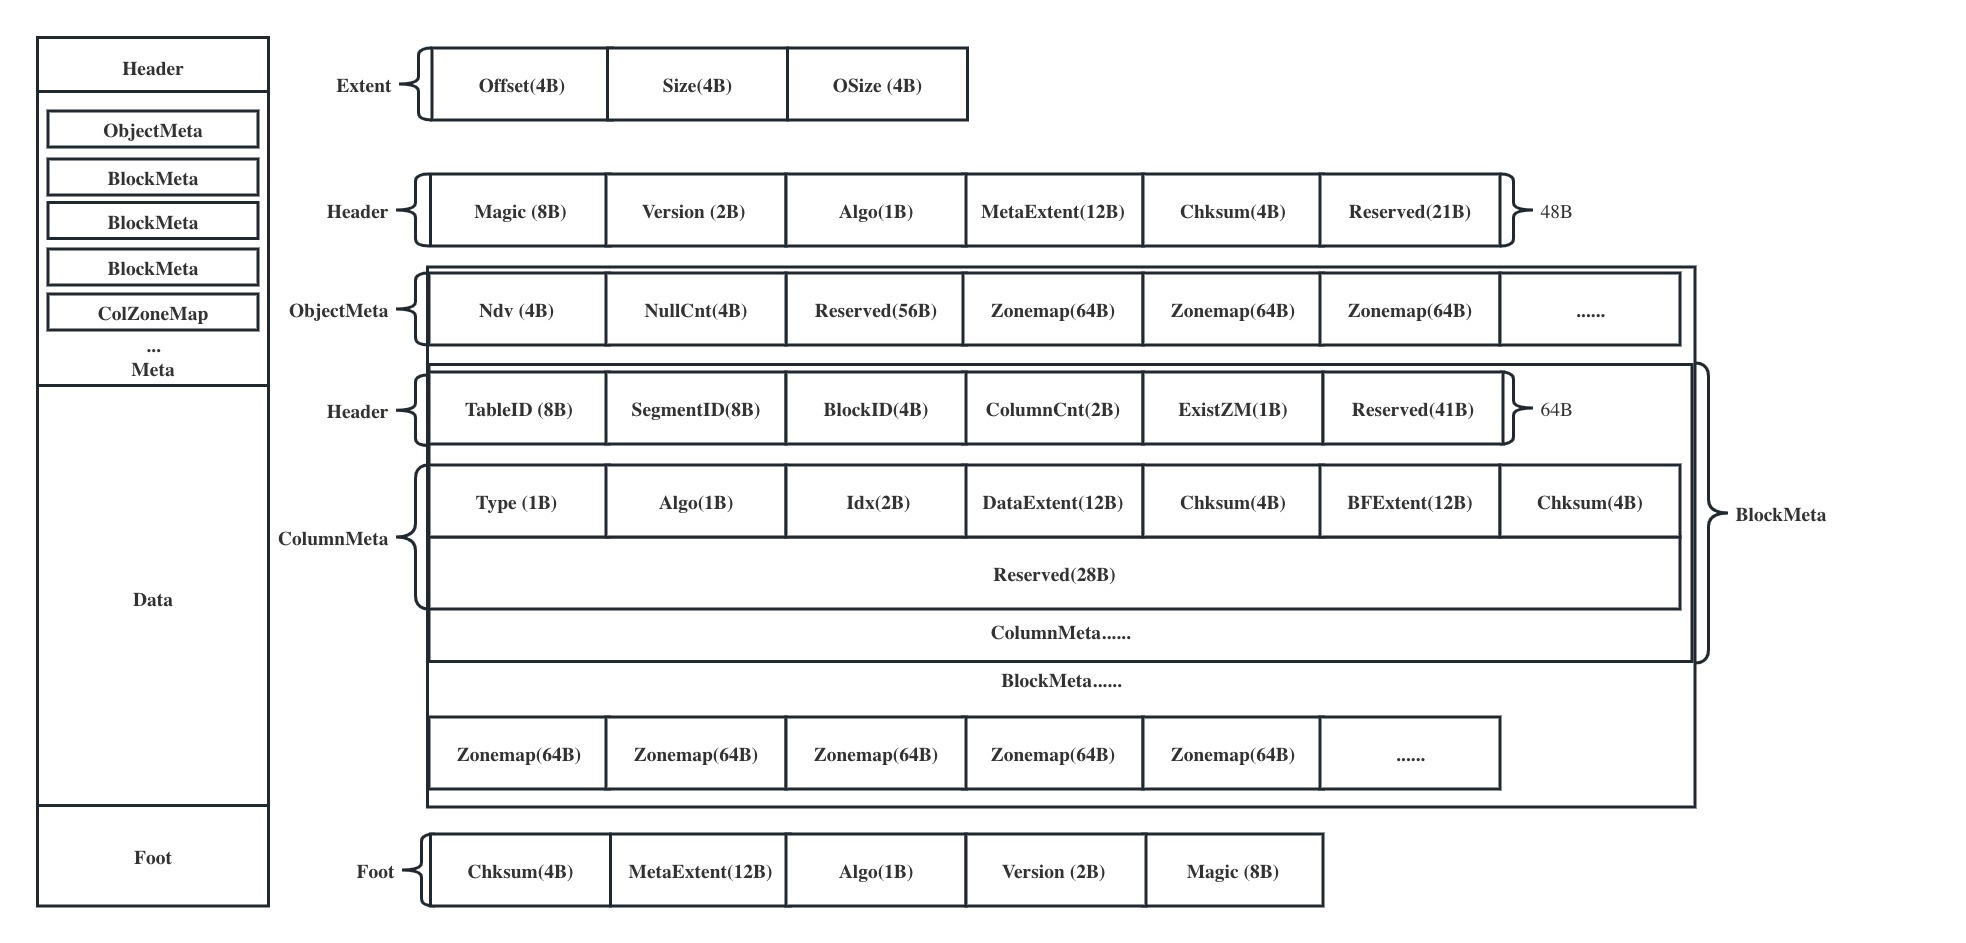 Header
ObjectMeta
BlockMeta
BlockMeta
BlockMeta
ColZoneMap
...
Meta
Data
Foot
Extent Offset(4B) Size(4B) OSize (4B)
Header Magic (8B) Version (2B) Algo(1B) MetaExtent(12B) Chksum(4B) Reserved(21B) 48B
ObjectMeta Ndv (4B) NullCnt(4B) Reserved(56B) Zonemap(64B) Zonemap(64B) Zonemap(64B) ......
Header TableID (8B) SegmentID(8B) BlockID(4B) ColumnCnt(2B) ExistZM(1B) Reserved(41B) 64B
ColumnMeta Type (1B) Algo(1B) Idx(2B) DataExtent(12B) Chksum(4B) BFExtent(12B) Chksum(4B)
Reserved(28B)
ColumnMeta......
BlockMeta
BlockMeta......
Zonemap(64B) Zonemap(64B) Zonemap(64B) Zonemap(64B) Zonemap(64B) ......
Foot Chksum(4B) MetaExtent(12B) Algo(1B) Version (2B) Magic (8B)